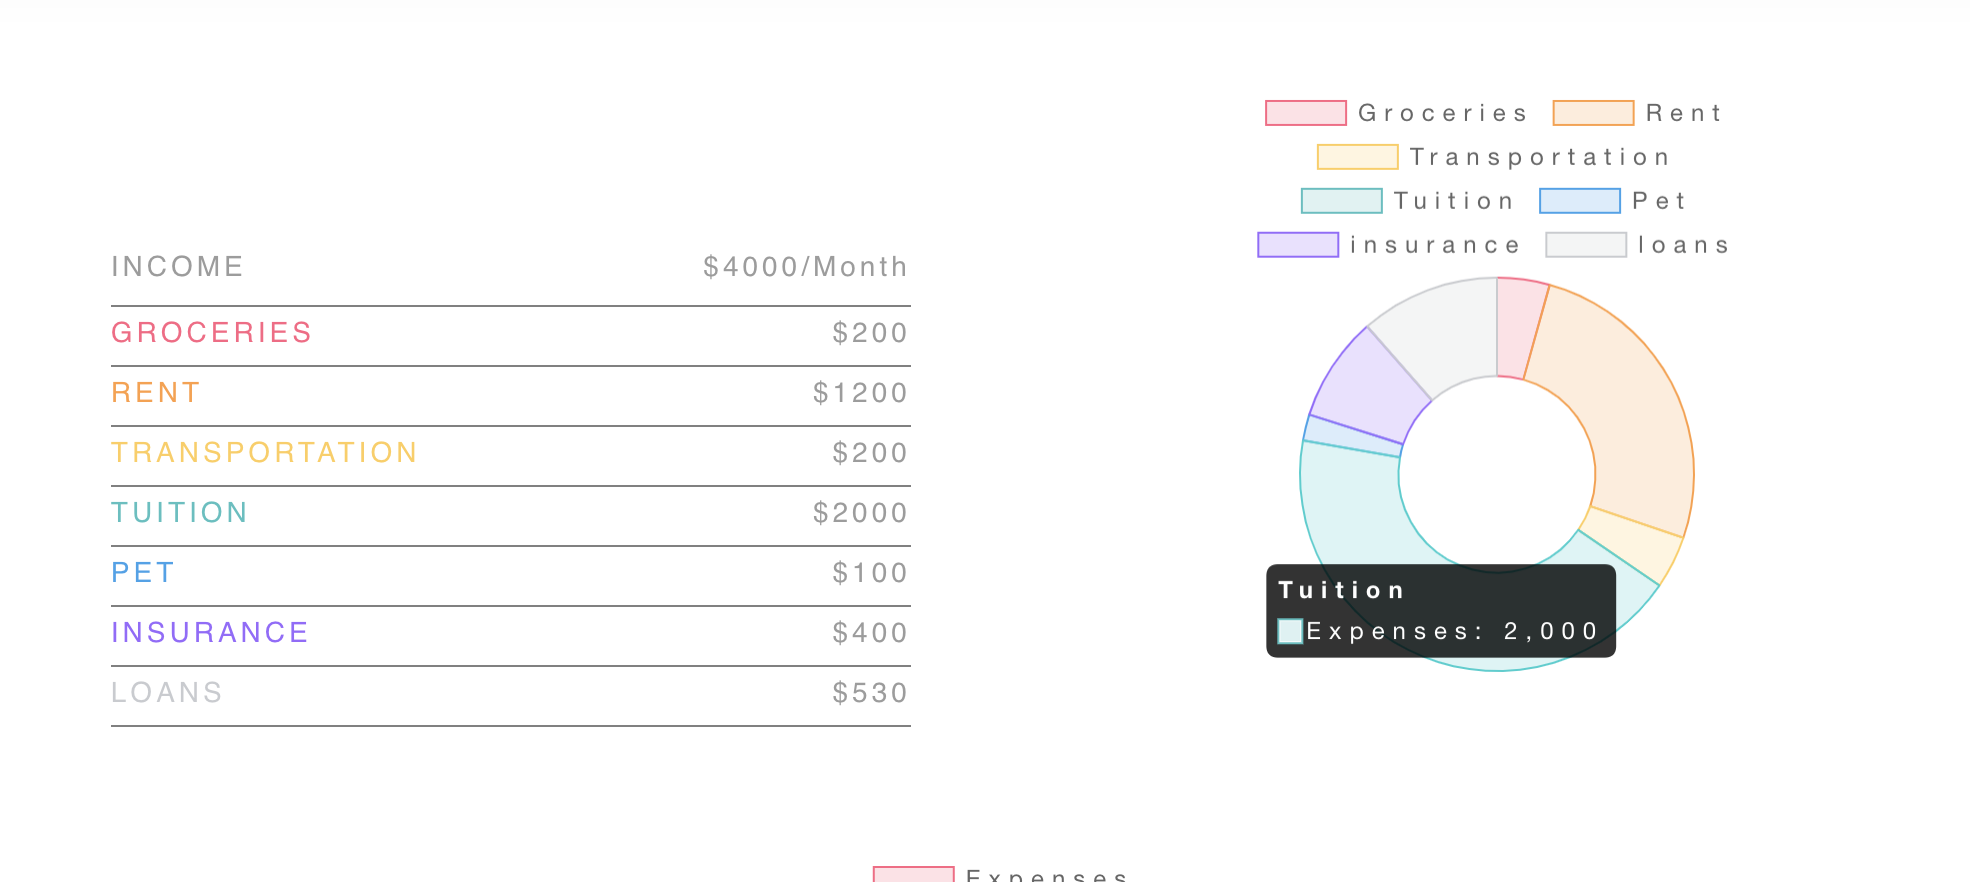 INCOME $4000/Month
GROCERIES $200
RENT $1200
TRANSPORTATION $200
TUITION $2000
PET $100
INSURANCE $400
LOANS $530
Groceries Rent
Transportation
Tuition Pet
insurance loans
Tuition
Expenses: 2,000
Expenses